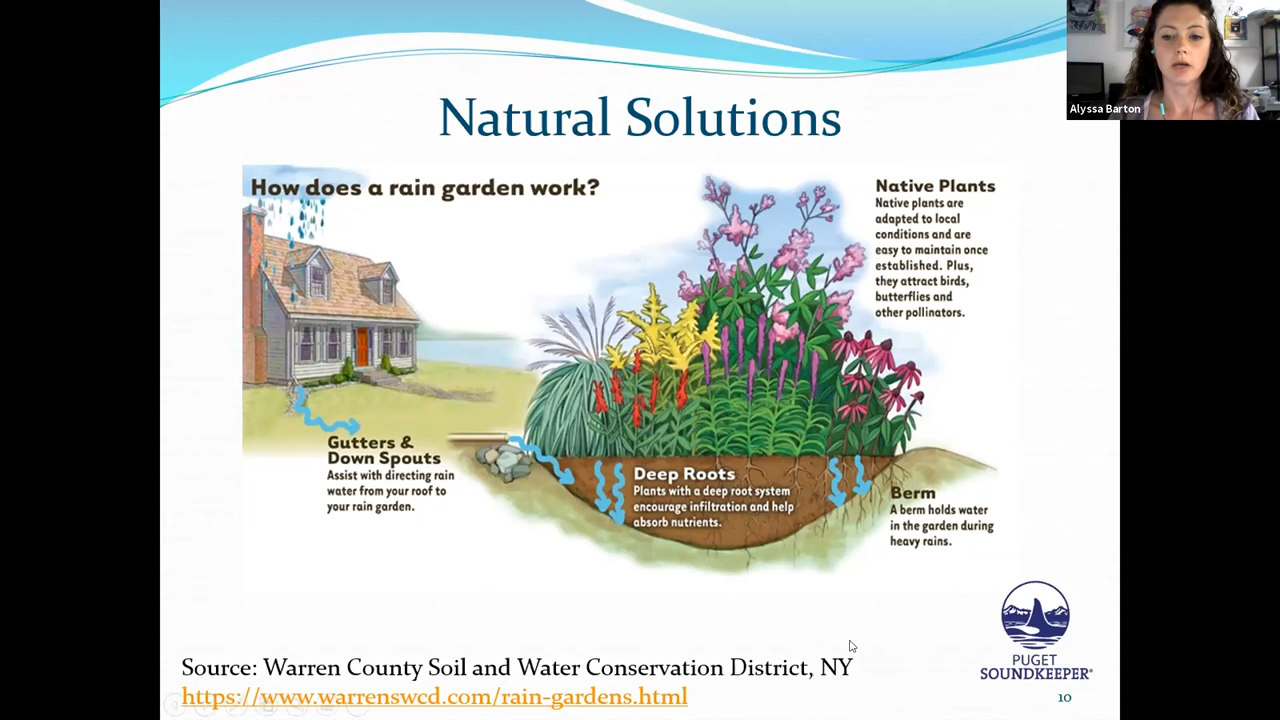 Natural Solutions
Alyssa Barton
How does a rain garden work?
Native Plants
Native plants are
adapted to local
conditions and are
easy to maintain once
established. Plus,
they attract birds,
butterflies and
other pollinators.
Gutters &
Down Spouts
Assist with directing rain
water from your roof to
your rain garden.
Deep Roots
Plants with a deep root system
encourage infiltration and help
absorb nutrients.
Berm
A berm holds water
in the garden during
heavy rains.
PUGET
SOUNDKEEPER®
Source: Warren County Soil and Water Conservation District, NY
https://www.warrenswcd.com/rain-gardens.html
10